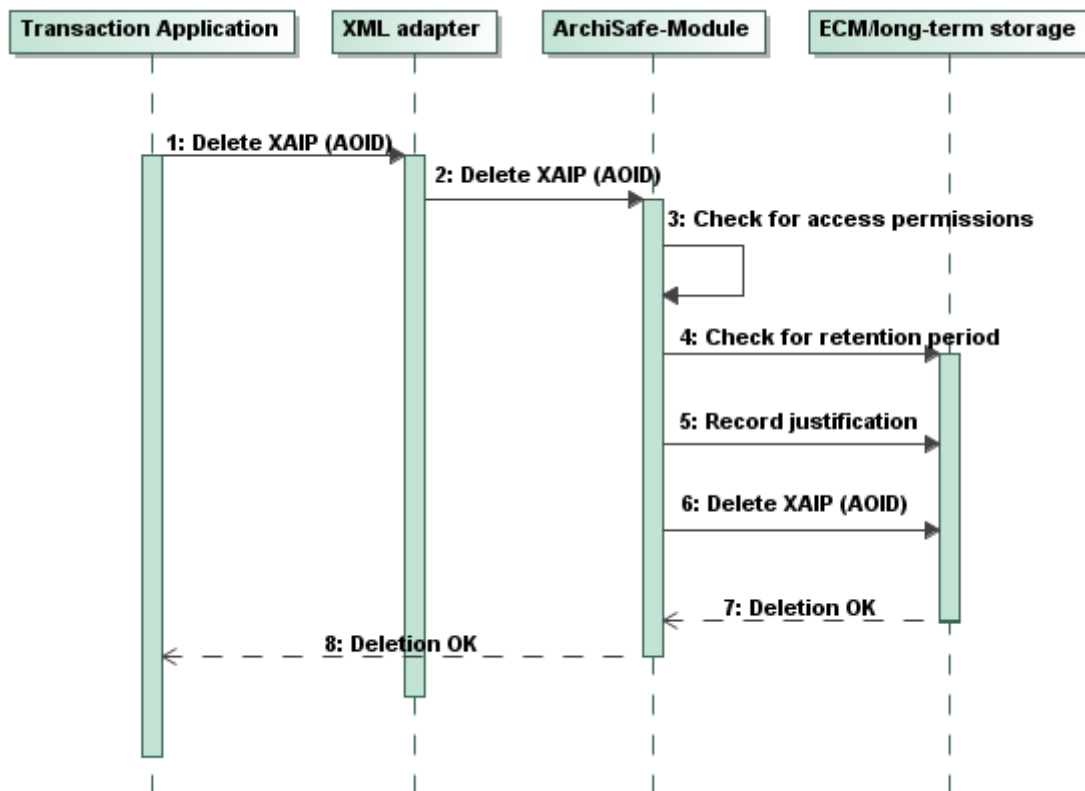 Transaction Application
XML adapter
ArchiSafe-Module
ECM/long-term storage
1: Delete XAIP (AOID)
2: Delete XAIP (AOID)
3: Check for access permissions
4: Check for retention period
5: Record justification
6: Delete XAIP (AOID)
7: Deletion OK
8: Deletion OK